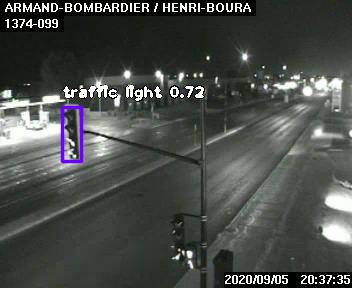 ARMAND-BOMBARDIER / HENRI-BOURA
1374-099
traffic light 0.72
2020/09/05 20:37:35